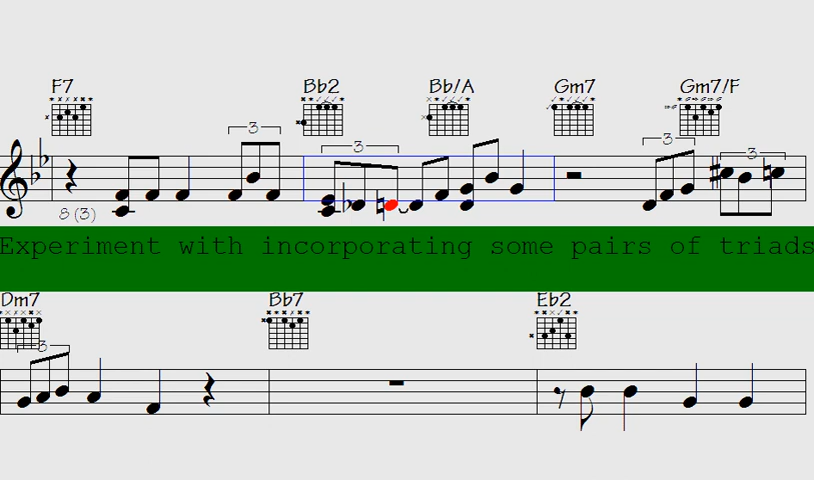 F7 Bb2 Bb/A Gm7 Gm7/F
3 3 3 3
8 (3)
Experiment with incorporating some pairs of triads
Dm7 Bb7 Eb2
3